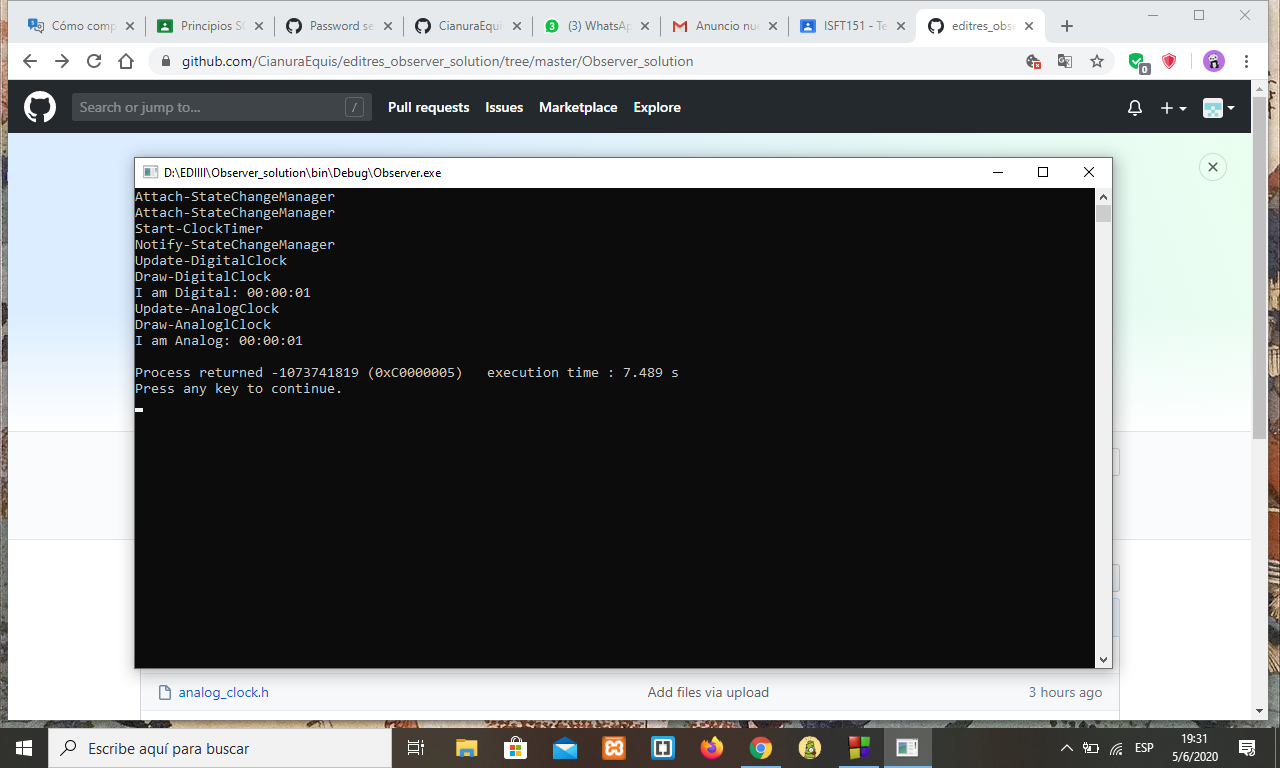 Cómo comp
Principios SO
Password se
CianuraEquis
(3) WhatsAp
Anuncio nue
ISFT151 - Te
editres_obse
github.com/CianuraEquis/editres_observer_solution/tree/master/Observer_solution
0
Search or jump to...
/
Pull requests
Issues
Marketplace
Explore
D:\EDIIII\Observer_solution\bin\Debug\Observer.exe
Attach-StateChangeManager
Attach-StateChangeManager
Start-ClockTimer
Notify-StateChangeManager
Update-DigitalClock
Draw-DigitalClock
I am Digital: 00:00:01
Update-AnalogClock
Draw-AnaloglClock
I am Analog: 00:00:01
Process returned -1073741819 (0xC0000005)   execution time : 7.489 s
Press any key to continue.
analog_clock.h
Add files via upload
3 hours ago
Escribe aquí para buscar
ESP
19:31
5/6/2020